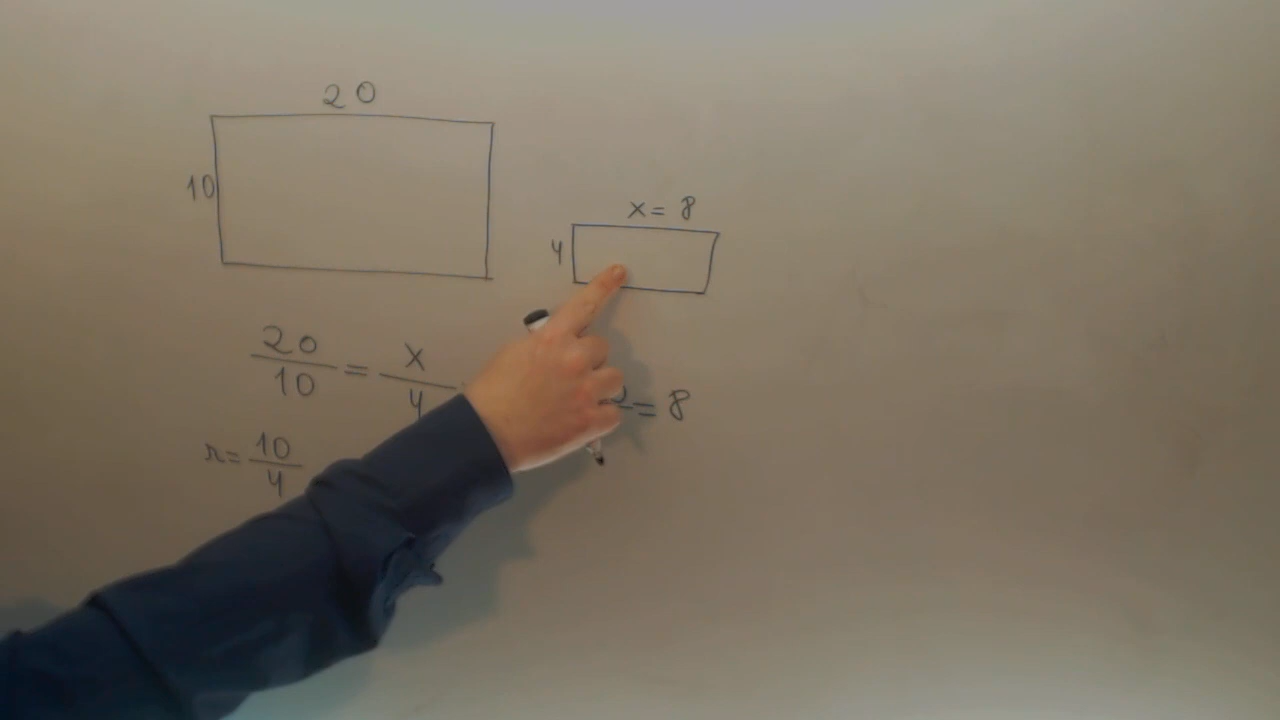 20
10
x = 8
4
20/10 = x/4
= 8
r = 10/4